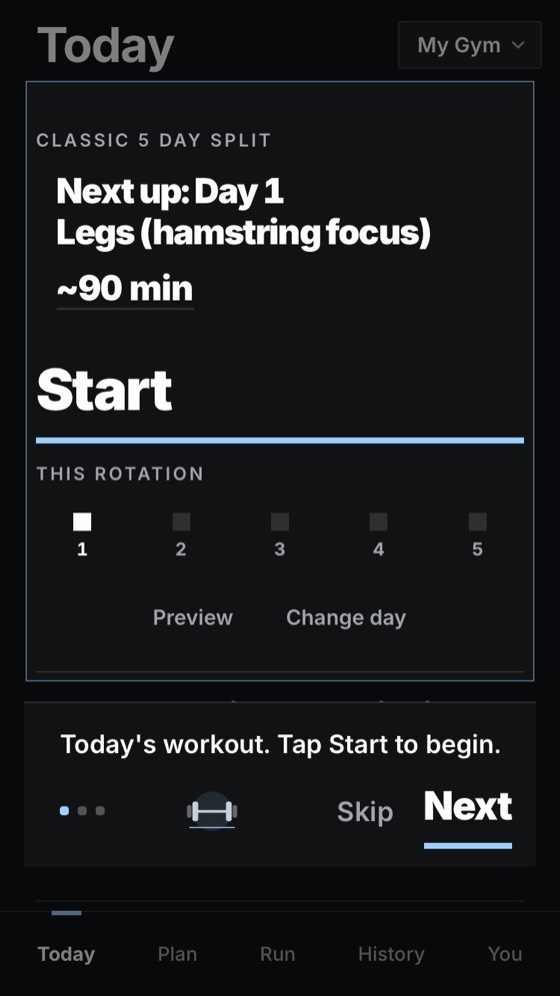 Today
My Gym
CLASSIC 5 DAY SPLIT
Next up: Day 1
Legs (hamstring focus)
~90 min
Start
THIS ROTATION
1 2 3 4 5
Preview Change day
Today's workout. Tap Start to begin.
Skip Next
Today Plan Run History You